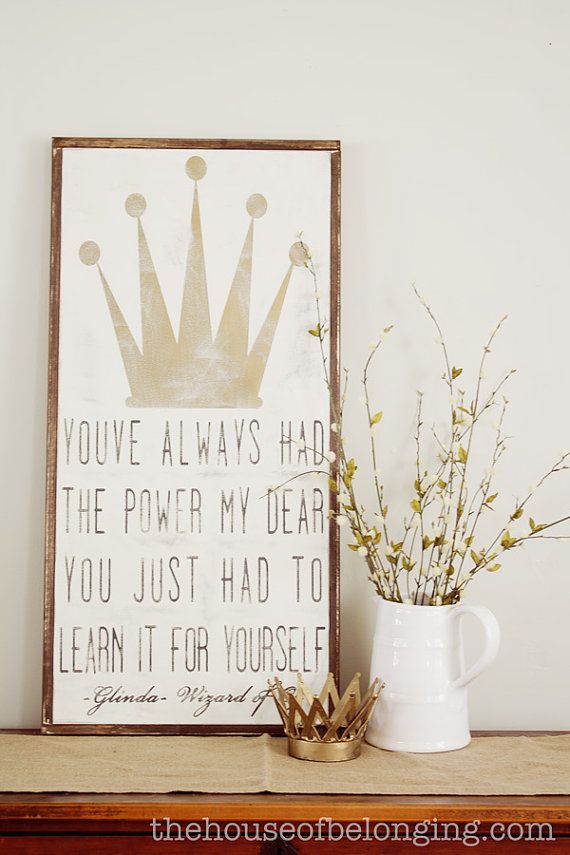 YOUVE ALWAYS HAD
THE POWER MY DEAR
YOU JUST HAD TO
LEARN IT FOR YOURSELF
-Glinda- Wizard of
thehouseofbelonging.com